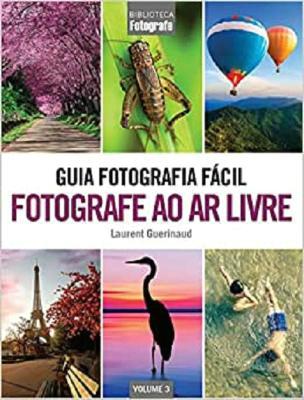 BIBLIOTECA
Fotografe
GUIA FOTOGRAFIA FÁCIL
FOTOGRAFE AO AR LIVRE
Laurent Guerinaud
VOLUME 3